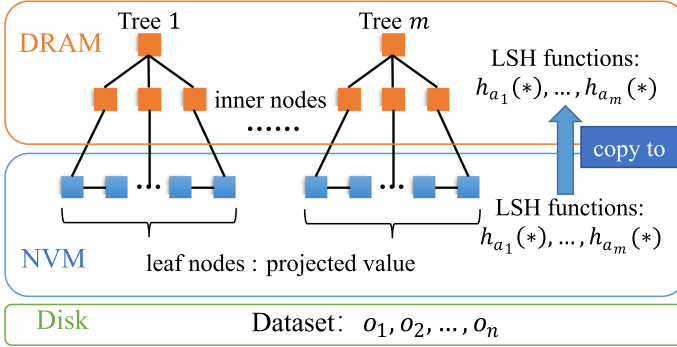 Tree 1
Tree m
DRAM
LSH functions:
h_{a_1}(*), ..., h_{a_m}(*)
inner nodes
......
copy to
...
...
LSH functions:
h_{a_1}(*), ..., h_{a_m}(*)
leaf nodes : projected value
NVM
Disk
Dataset: o_1, o_2, ..., o_n